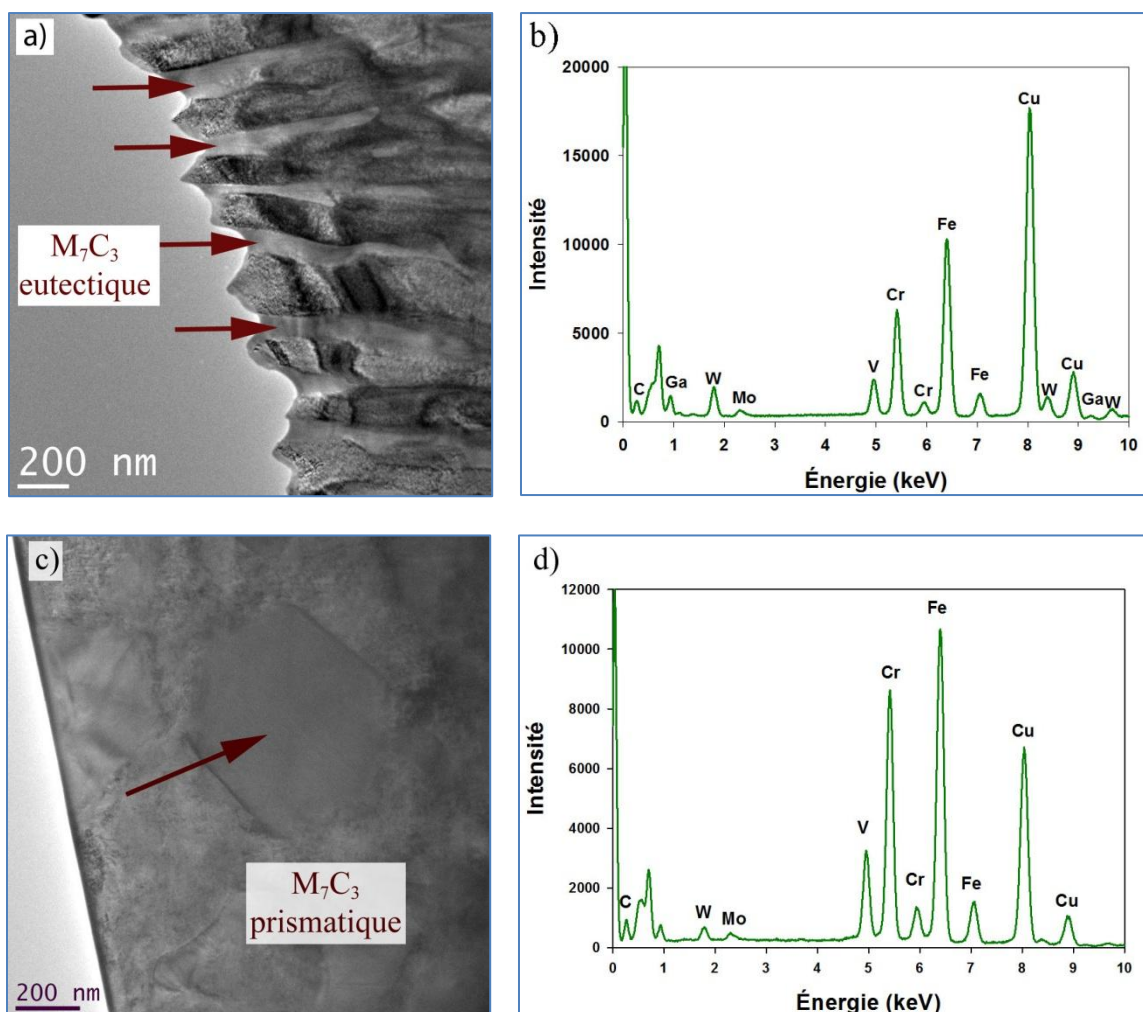 a)
M₇C₃
eutectique
200 nm
b)
Intensité
20000
15000
10000
5000
0
C
Ga
W
Mo
V
Cr
Cr
Fe
Fe
Cu
W
Cu
Ga
W
0 1 2 3 4 5 6 7 8 9 10
Énergie (keV)
c)
M₇C₃
prismatique
200 nm
d)
Intensité
12000
10000
8000
6000
4000
2000
0
C
W
Mo
V
Cr
Cr
Fe
Fe
Cu
Cu
0 1 2 3 4 5 6 7 8 9 10
Énergie (keV)